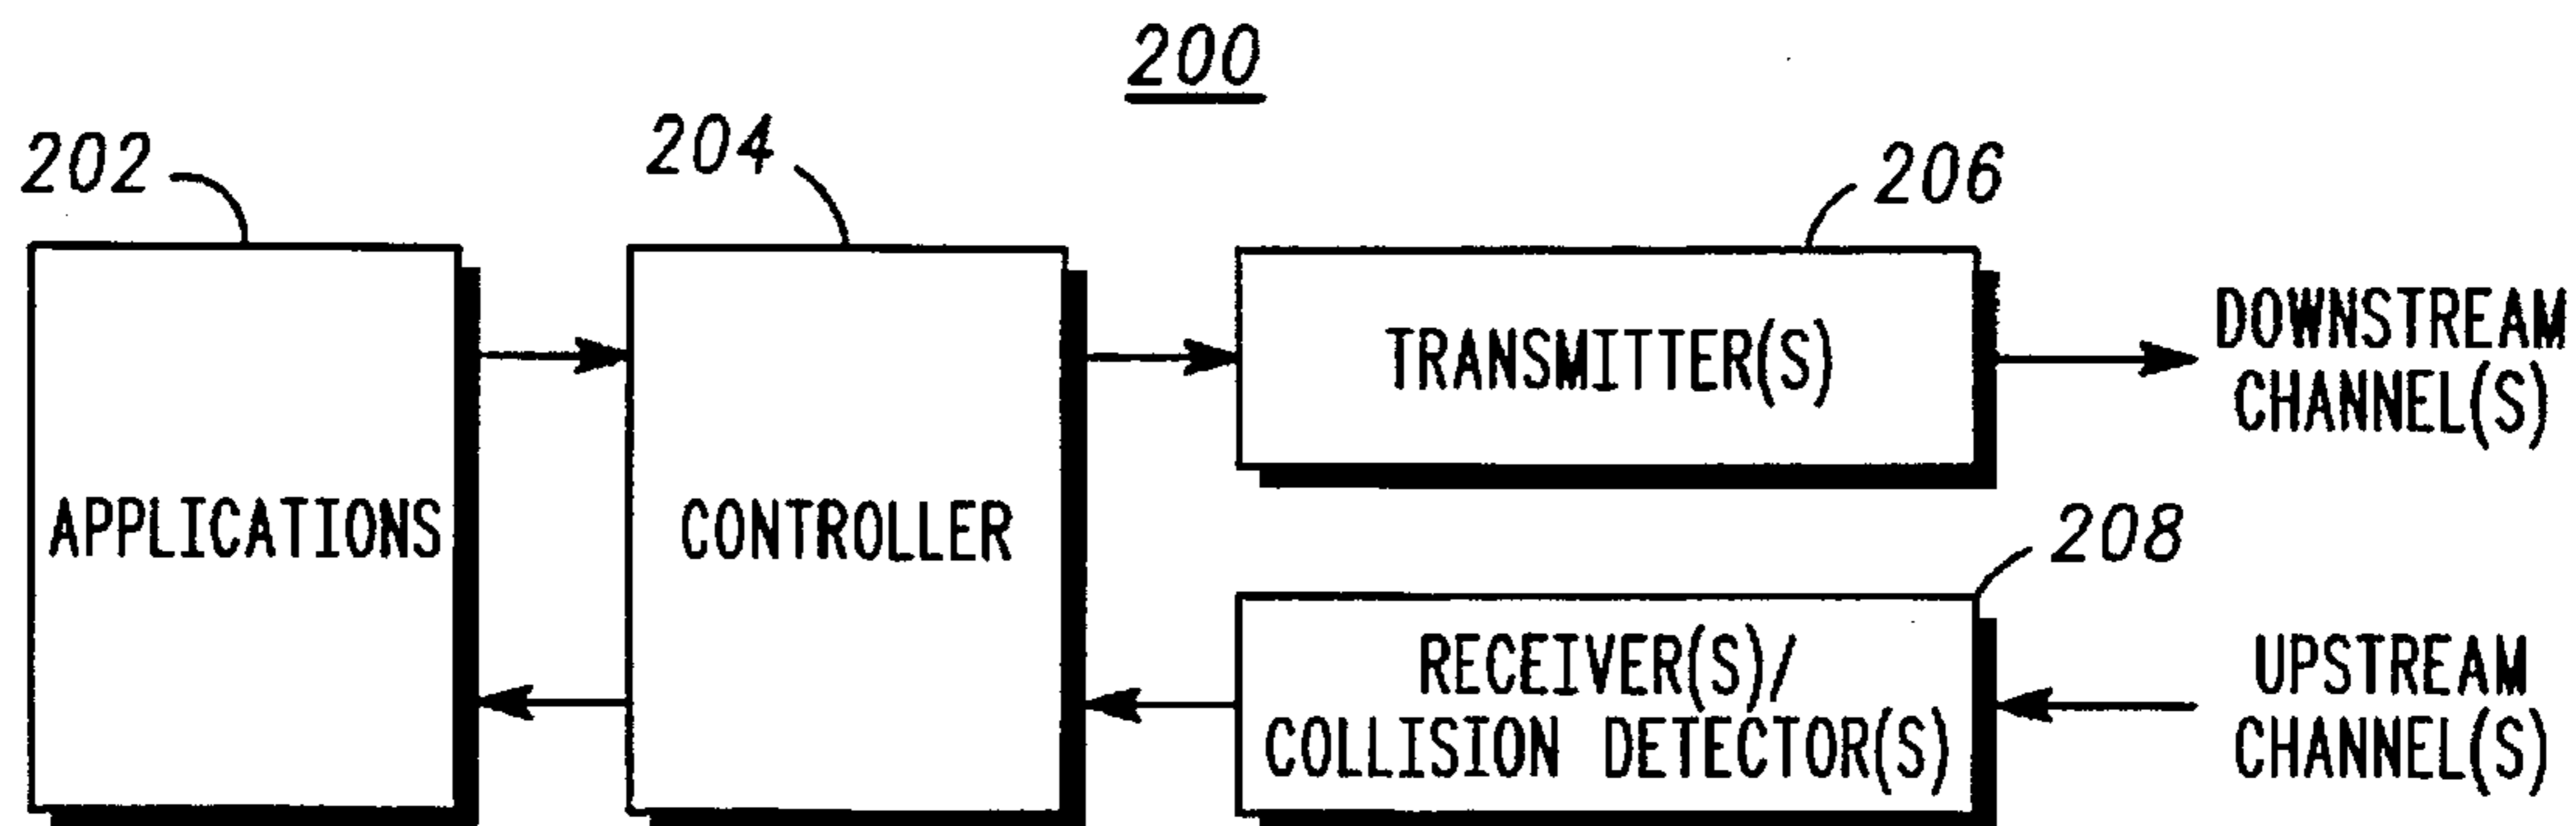 200
202
204
206
208
APPLICATIONS
CONTROLLER
TRANSMITTER(S)
DOWNSTREAM
CHANNEL(S)
RECEIVER(S)/
COLLISION DETECTOR(S)
UPSTREAM
CHANNEL(S)